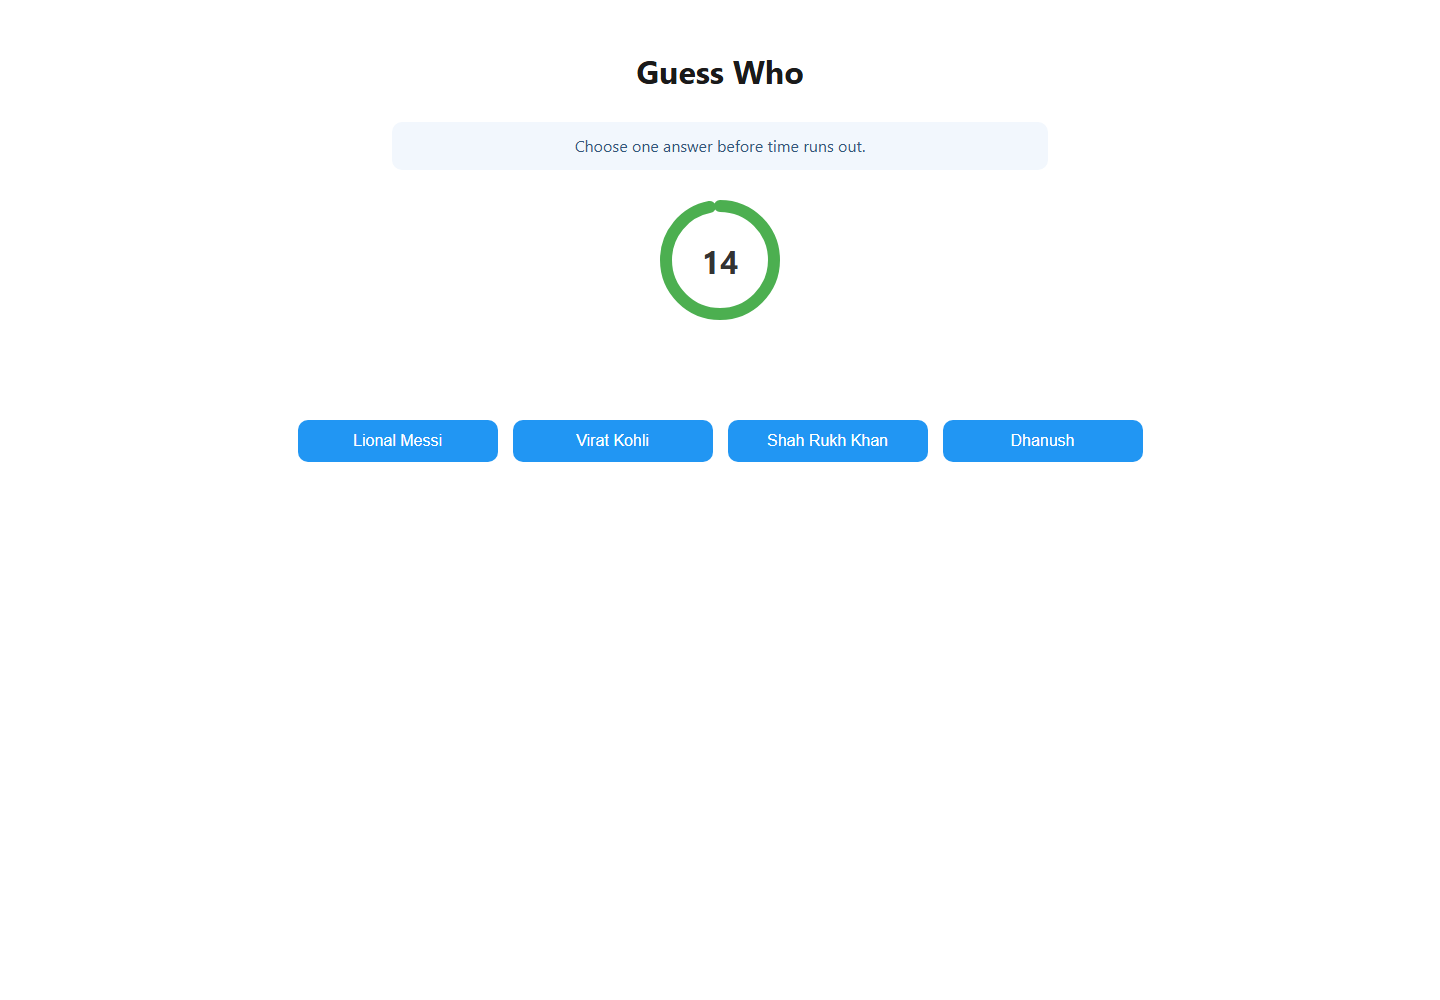 Guess Who
Choose one answer before time runs out.
14
Lional Messi
Virat Kohli
Shah Rukh Khan
Dhanush